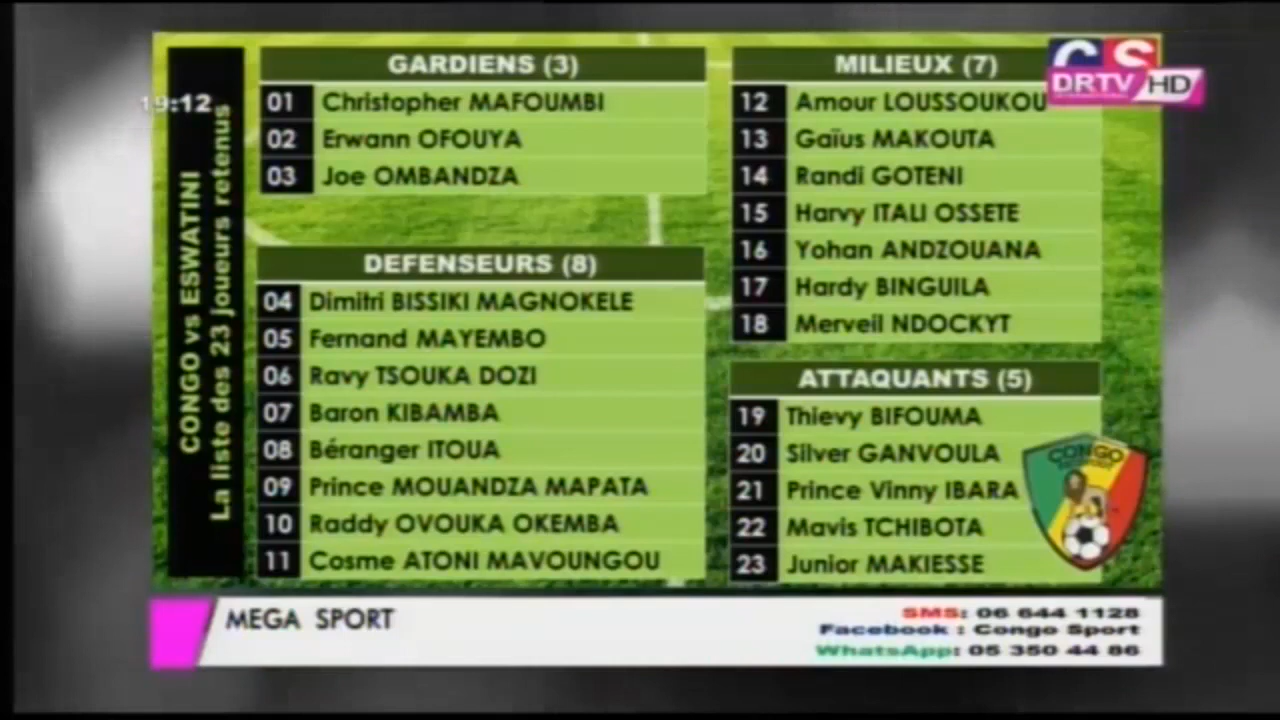 19:12
CONGO vs ESWATINI
La liste des 23 joueurs retenus
GARDIENS (3)
01 Christopher MAFOUMBI
02 Erwann OFOUYA
03 Joe OMBANDZA
DEFENSEURS (8)
04 Dimitri BISSIKI MAGNOKELE
05 Fernand MAYEMBO
06 Ravy TSOUKA DOZI
07 Baron KIBAMBA
08 Béranger ITOUA
09 Prince MOUANDZA MAPATA
10 Raddy OVOUKA OKEMBA
11 Cosme ATONI MAVOUNGOU
MILIEUX (7)
12 Amour LOUSSOUKOU
13 Gaïus MAKOUTA
14 Randi GOTENI
15 Harvy ITALI OSSETE
16 Yohan ANDZOUANA
17 Hardy BINGUILA
18 Merveil NDOCKYT
ATTAQUANTS (5)
19 Thievy BIFOUMA
20 Silver GANVOULA
21 Prince Vinny IBARA
22 Mavis TCHIBOTA
23 Junior MAKIESSE
CS
DRTV HD
CONGO
MEGA SPORT
SMS: 06 644 1128
Facebook : Congo Sport
WhatsApp: 05 350 44 86